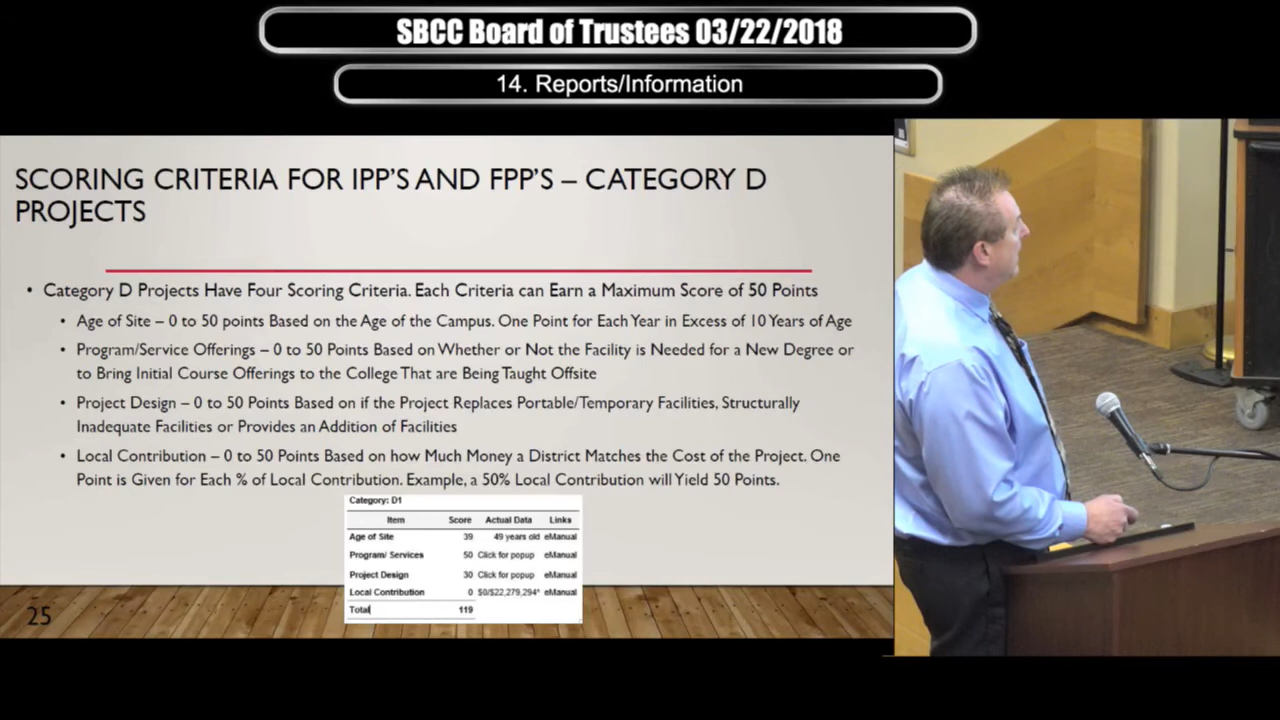 SBCC Board of Trustees 03/22/2018
14. Reports/Information
SCORING CRITERIA FOR IPP'S AND FPP'S – CATEGORY D
PROJECTS
• Category D Projects Have Four Scoring Criteria. Each Criteria can Earn a Maximum Score of 50 Points
• Age of Site – 0 to 50 points Based on the Age of the Campus. One Point for Each Year in Excess of 10 Years of Age
• Program/Service Offerings – 0 to 50 Points Based on Whether or Not the Facility is Needed for a New Degree or
to Bring Initial Course Offerings to the College That are Being Taught Offsite
• Project Design – 0 to 50 Points Based on if the Project Replaces Portable/Temporary Facilities, Structurally
Inadequate Facilities or Provides an Addition of Facilities
• Local Contribution – 0 to 50 Points Based on how Much Money a District Matches the Cost of the Project. One
Point is Given for Each % of Local Contribution. Example, a 50% Local Contribution will Yield 50 Points.
Category: D1
Item Score Actual Data Links
Age of Site 39 49 years old eManual
Program/ Services 50 Click for popup eManual
Project Design 30 Click for popup eManual
Local Contribution 0 $0/$22,279,294* eManual
Total 119
25